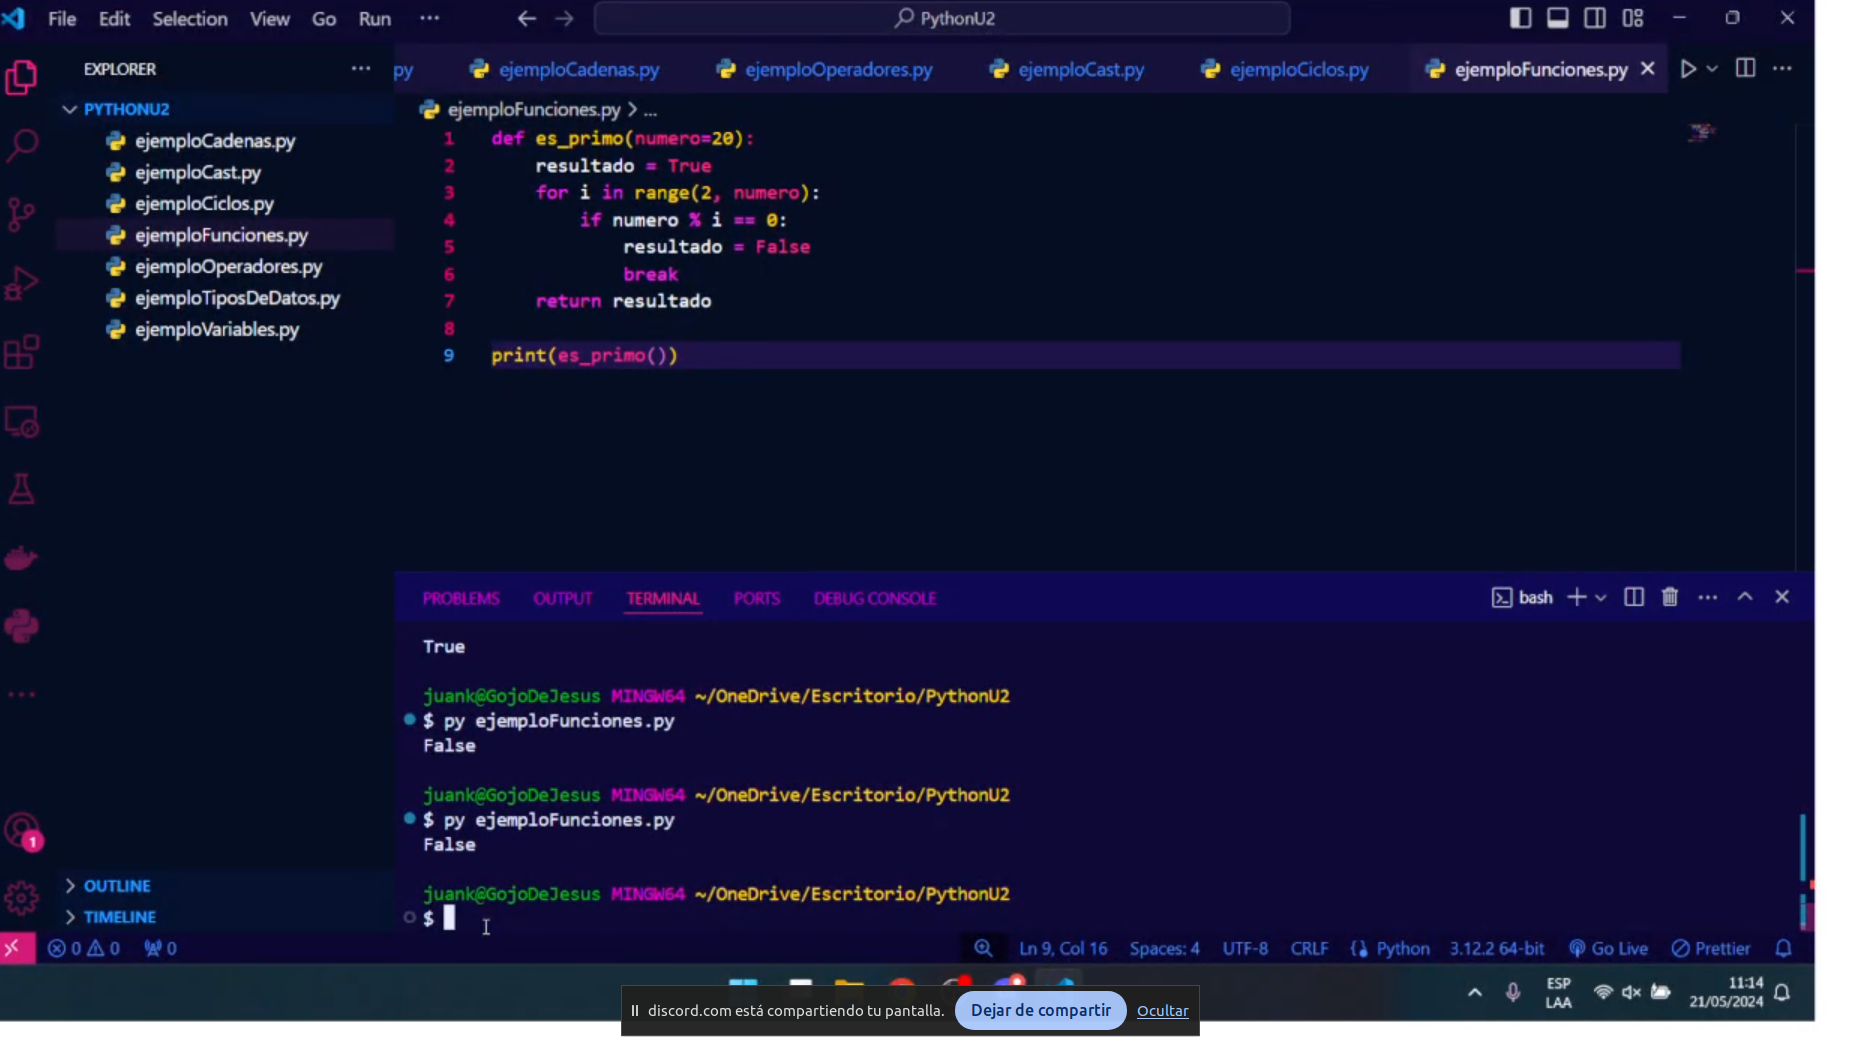 File Edit Selection View Go Run ···
PythonU2
EXPLORER ···
py ejemploCadenas.py ejemploOperadores.py ejemploCast.py ejemploCiclos.py ejemploFunciones.py
PYTHONU2
ejemploCadenas.py
ejemploCast.py
ejemploCiclos.py
ejemploFunciones.py
ejemploOperadores.py
ejemploTiposDeDatos.py
ejemploVariables.py
ejemploFunciones.py > ...
1 def es_primo(numero=20):
2 resultado = True
3 for i in range(2, numero):
4 if numero % i == 0:
5 resultado = False
6 break
7 return resultado
8
9 print(es_primo())
PROBLEMS OUTPUT TERMINAL PORTS DEBUG CONSOLE
bash
True
juank@GojoDeJesus MINGW64 ~/OneDrive/Escritorio/PythonU2
$ py ejemploFunciones.py
False
juank@GojoDeJesus MINGW64 ~/OneDrive/Escritorio/PythonU2
$ py ejemploFunciones.py
False
juank@GojoDeJesus MINGW64 ~/OneDrive/Escritorio/PythonU2
$
1
OUTLINE
TIMELINE
0 0 0
Ln 9, Col 16 Spaces: 4 UTF-8 CRLF Python 3.12.2 64-bit Go Live Prettier
ESP
LAA
11:14
21/05/2024
discord.com está compartiendo tu pantalla. Dejar de compartir Ocultar